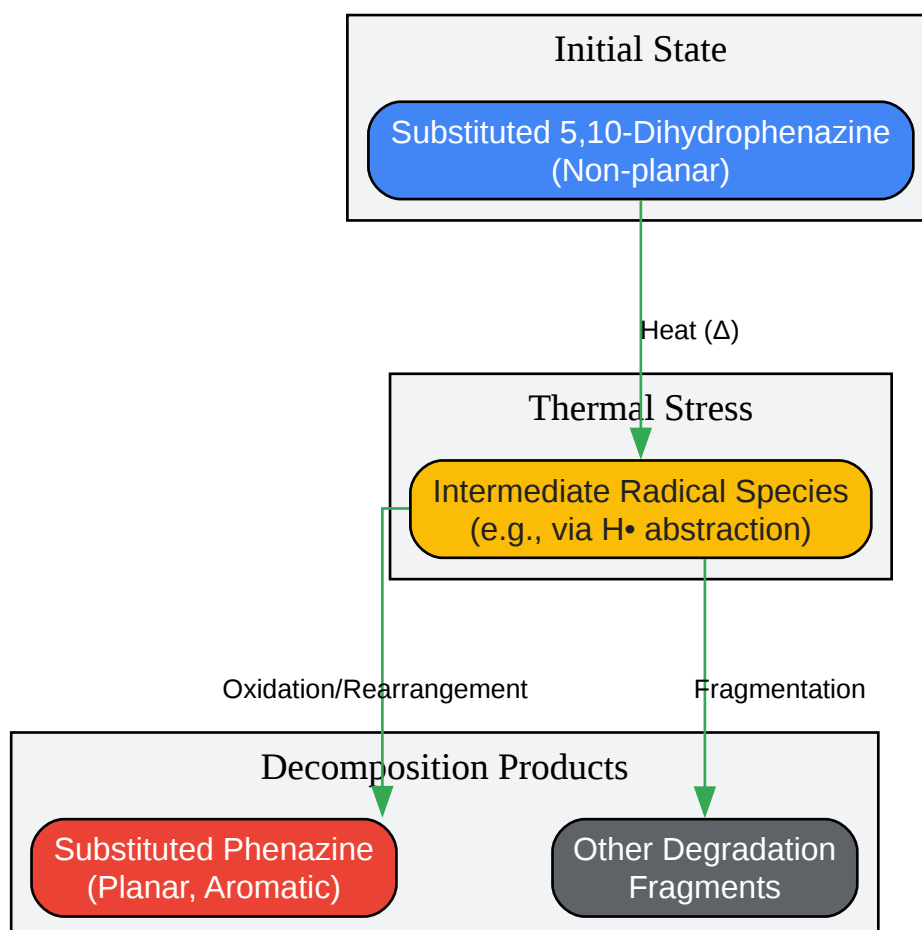 Initial State
Substituted 5,10-Dihydrophenazine
(Non-planar)
Heat (Δ)
Thermal Stress
Intermediate Radical Species
(e.g., via H• abstraction)
Oxidation/Rearrangement
Fragmentation
Decomposition Products
Substituted Phenazine
(Planar, Aromatic)
Other Degradation
Fragments